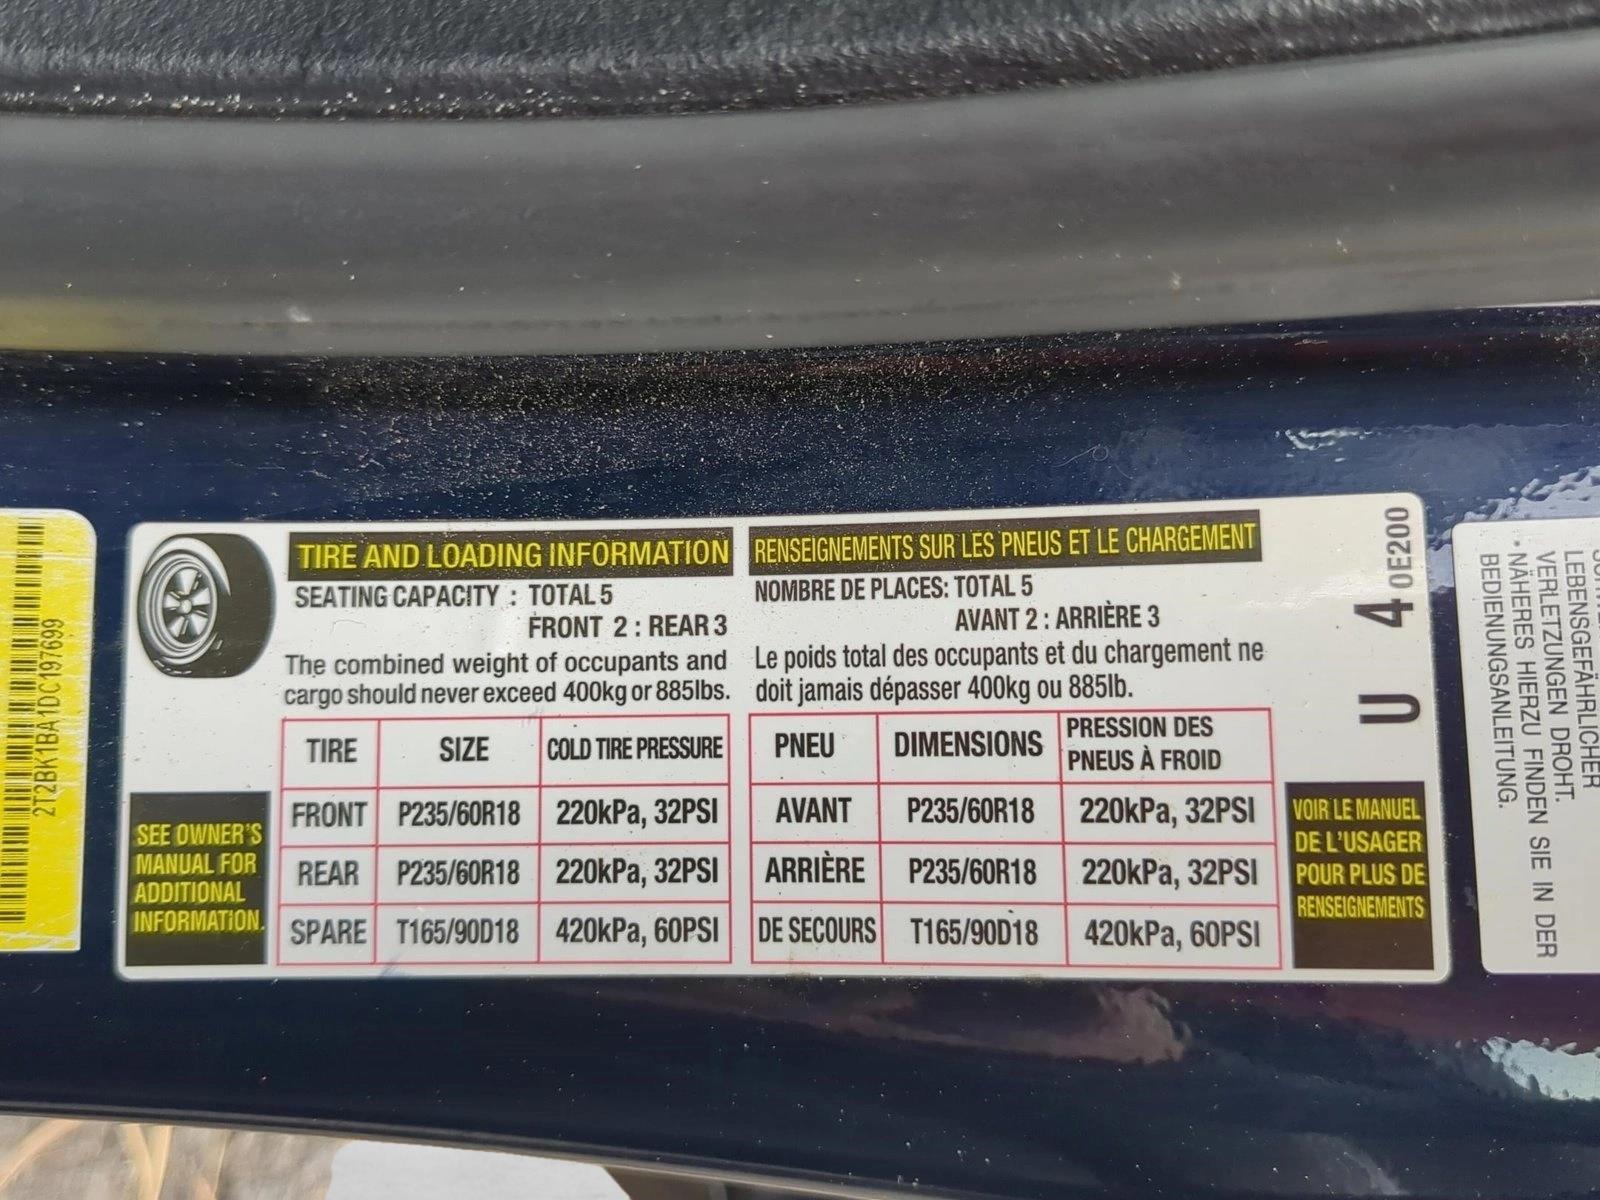 2T2BK1BA1DC197699
TIRE AND LOADING INFORMATION
SEATING CAPACITY : TOTAL 5
FRONT 2 : REAR 3
The combined weight of occupants and
cargo should never exceed 400kg or 885lbs.
TIRE SIZE COLD TIRE PRESSURE
FRONT P235/60R18 220kPa, 32PSI
REAR P235/60R18 220kPa, 32PSI
SPARE T165/90D18 420kPa, 60PSI
SEE OWNER'S
MANUAL FOR
ADDITIONAL
INFORMATION.
RENSEIGNEMENTS SUR LES PNEUS ET LE CHARGEMENT
NOMBRE DE PLACES: TOTAL 5
AVANT 2 : ARRIÈRE 3
Le poids total des occupants et du chargement ne
doit jamais dépasser 400kg ou 885lb.
PNEU DIMENSIONS PRESSION DES
PNEUS À FROID
AVANT P235/60R18 220kPa, 32PSI
ARRIÈRE P235/60R18 220kPa, 32PSI
DE SECOURS T165/90D18 420kPa, 60PSI
VOIR LE MANUEL
DE L'USAGER
POUR PLUS DE
RENSEIGNEMENTS
U 4 0E200
LEBENSGEFÄHRLICHER
VERLETZUNGEN DROHT.
• NÄHERES HIERZU FINDEN SIE IN DER
BEDIENUNGSANLEITUNG.